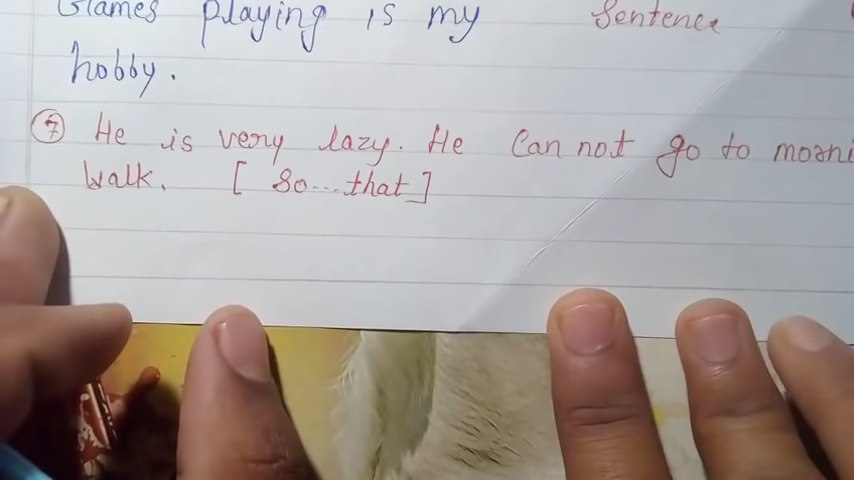 Games playing is my
Sentence
hobby.
7 He is very lazy. He Can not go to morni
walk. [ So...that ]